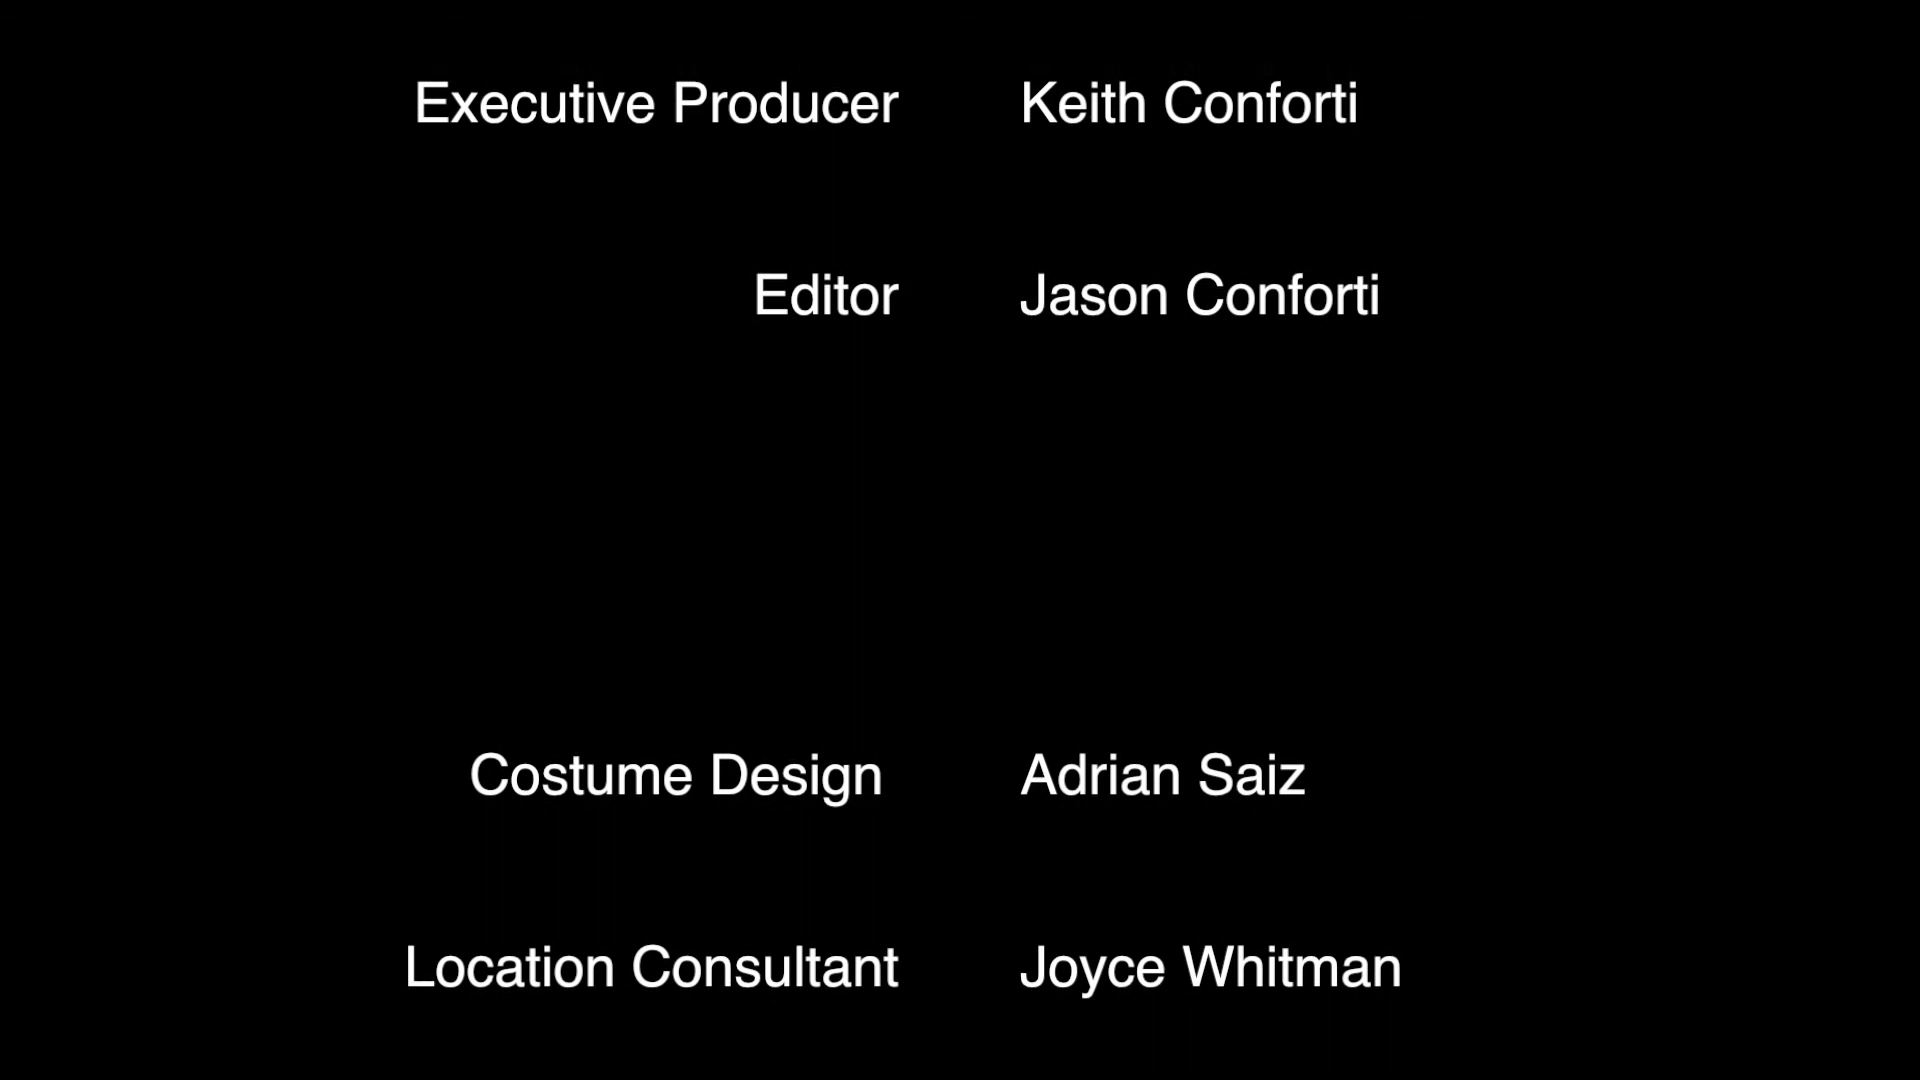 Executive Producer Keith Conforti
Editor Jason Conforti
Costume Design Adrian Saiz
Location Consultant Joyce Whitman